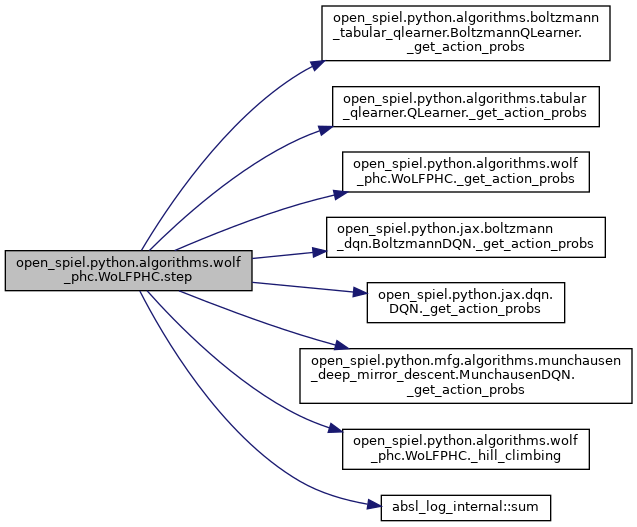 open_spiel.python.algorithms.boltzmann
_tabular_qlearner.BoltzmannQLearner.
_get_action_probs
open_spiel.python.algorithms.tabular
_qlearner.QLearner._get_action_probs
open_spiel.python.algorithms.wolf
_phc.WoLFPHC._get_action_probs
open_spiel.python.jax.boltzmann
_dqn.BoltzmannDQN._get_action_probs
open_spiel.python.algorithms.wolf
_phc.WoLFPHC.step
open_spiel.python.jax.dqn.
DQN._get_action_probs
open_spiel.python.mfg.algorithms.munchausen
_deep_mirror_descent.MunchausenDQN.
_get_action_probs
open_spiel.python.algorithms.wolf
_phc.WoLFPHC._hill_climbing
absl_log_internal::sum